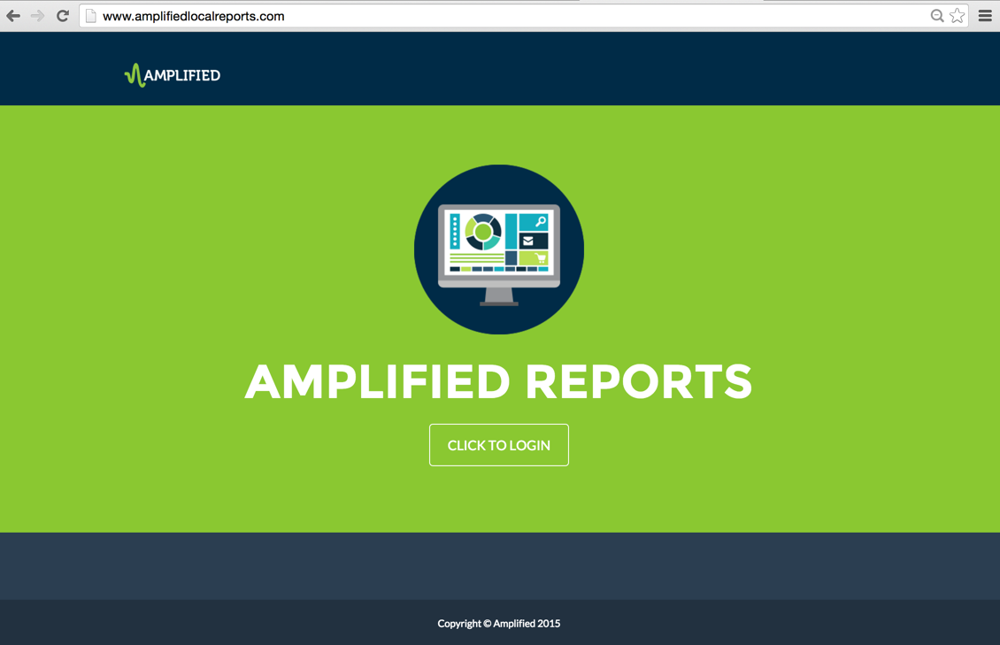 www.amplifiedlocalreports.com
AMPLIFIED
AMPLIFIED REPORTS
CLICK TO LOGIN
Copyright © Amplified 2015